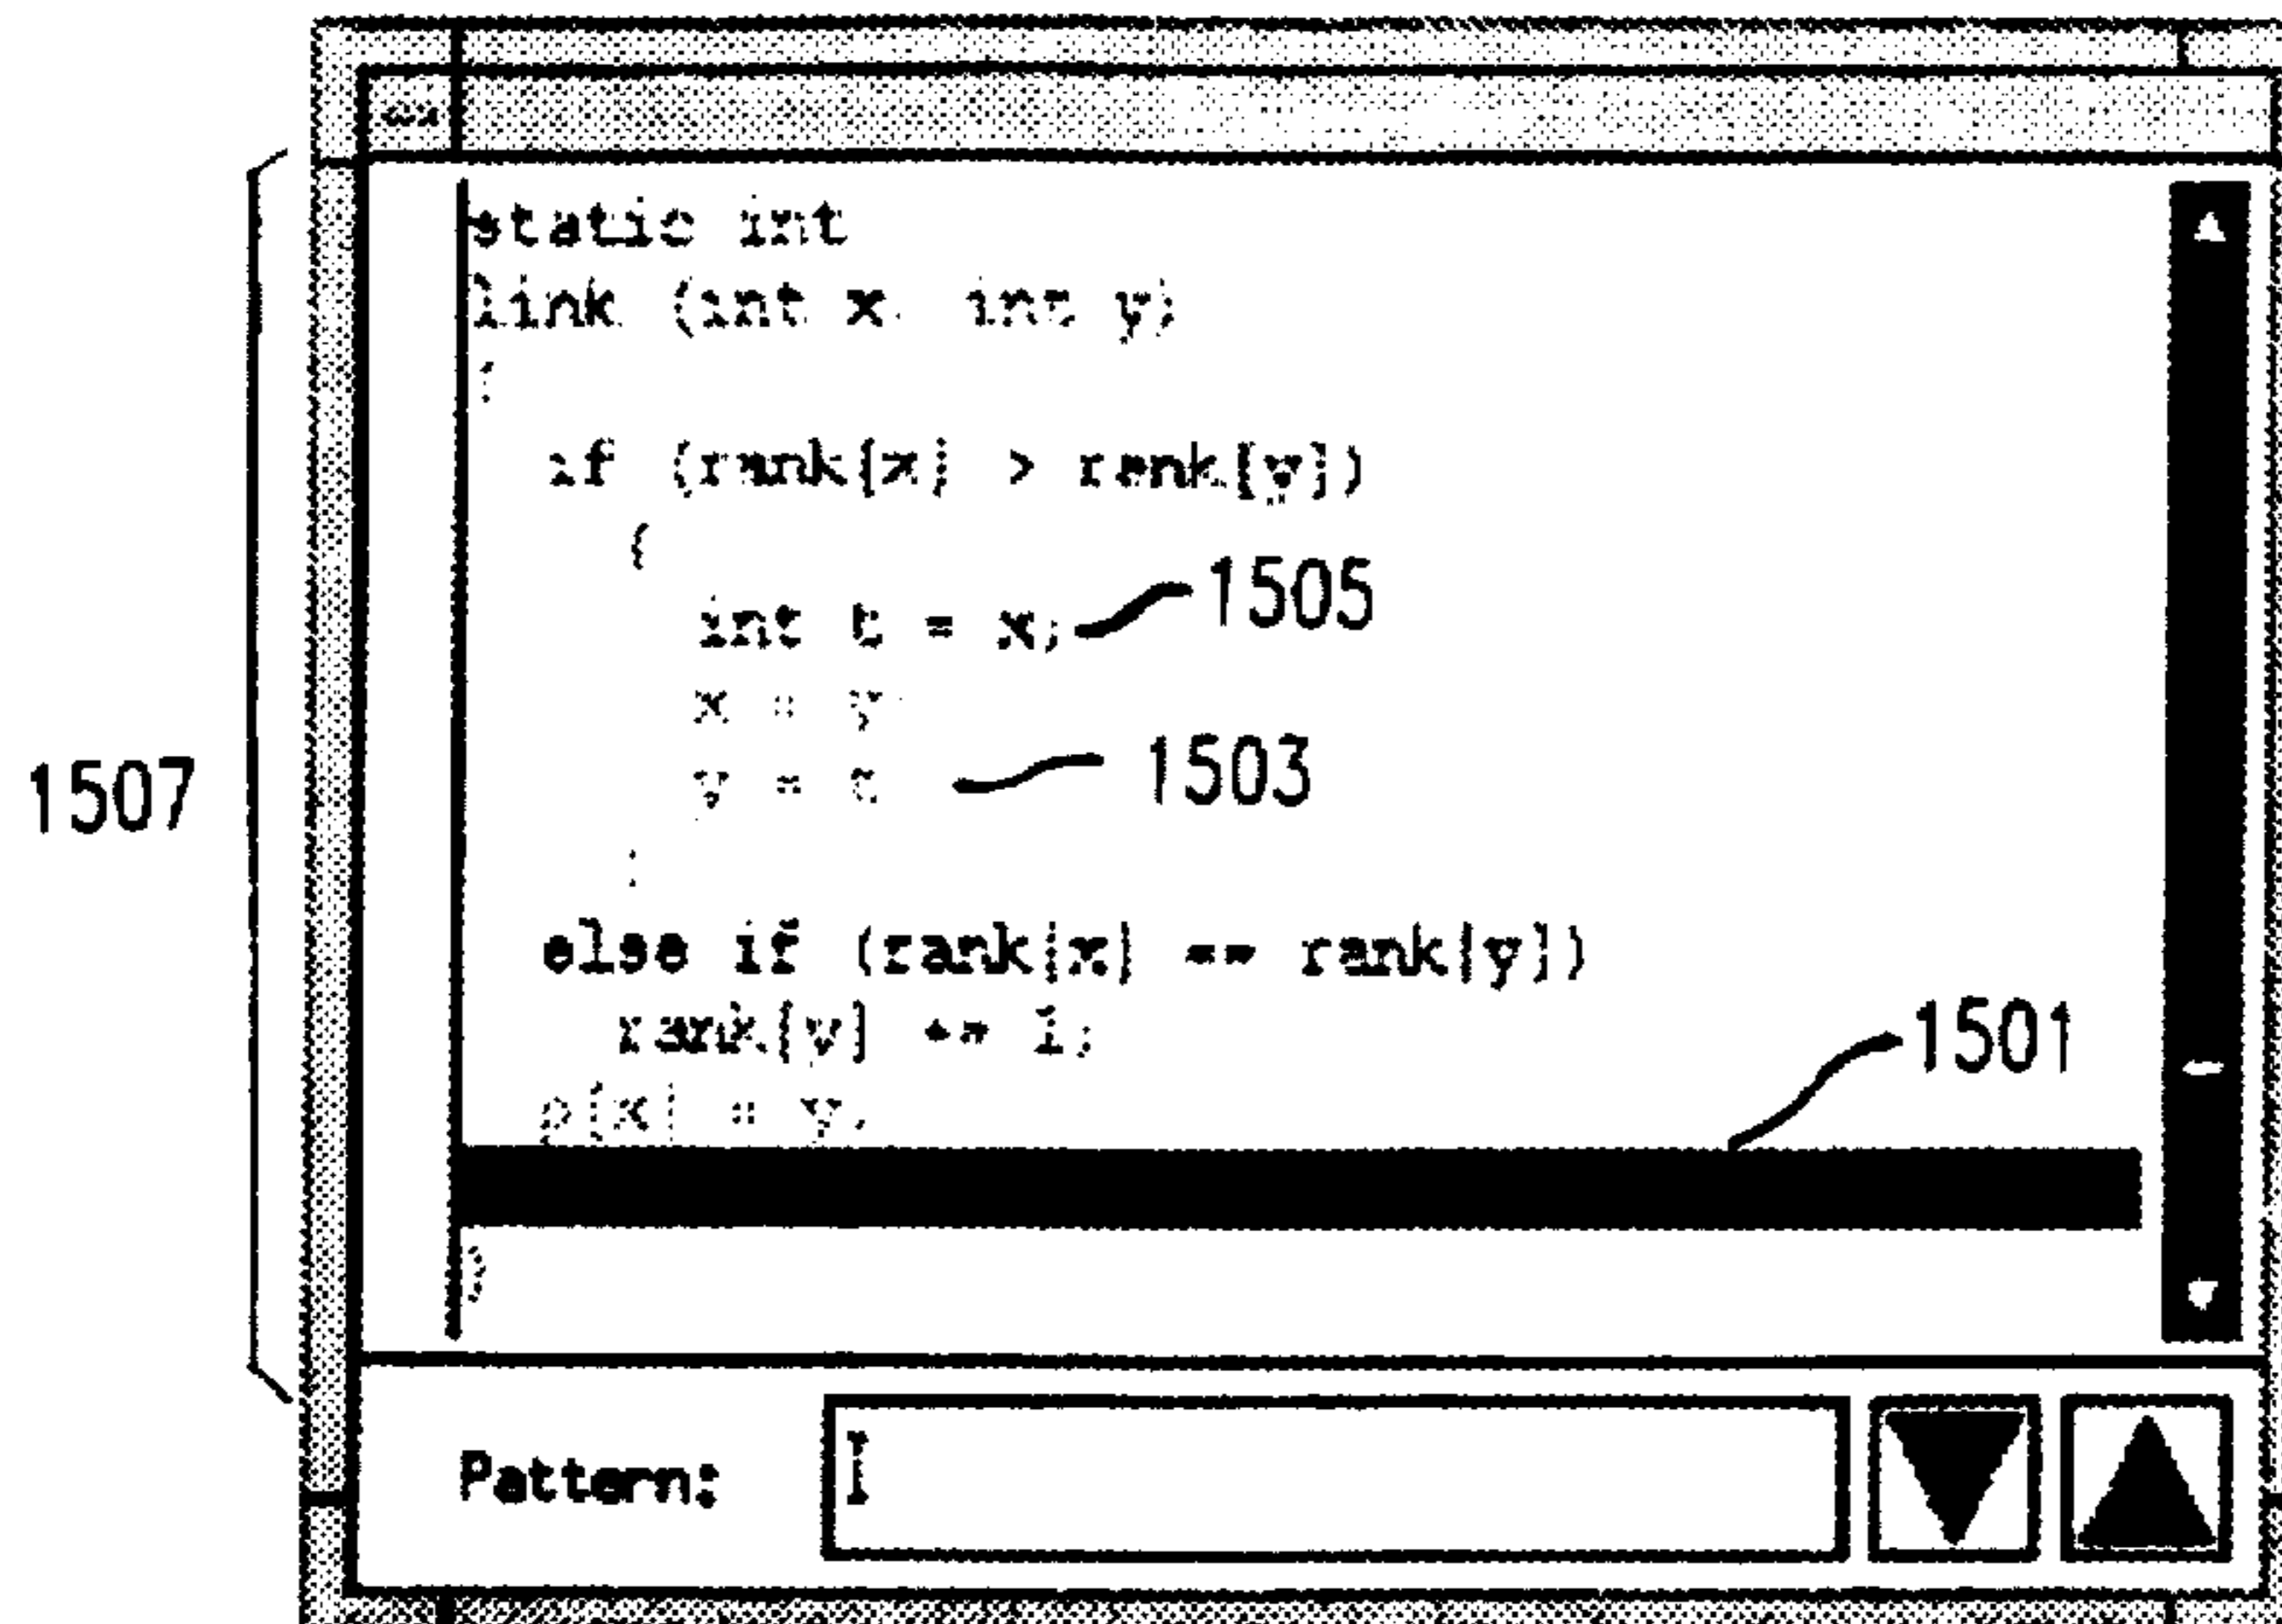 static int
link (int x, int y)
{
if (rank[x] > rank[y])
{
int t = x; 1505
x = y
y = t 1503
}
else if (rank[x] == rank[y])
rank[y] += 1;
p[x] = y;
1501
}
1507
Pattern: